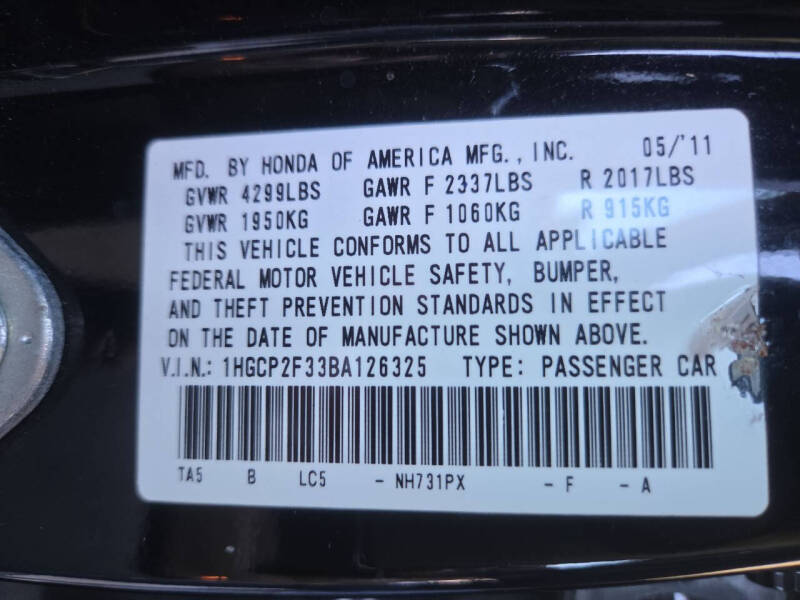 MFD. BY HONDA OF AMERICA MFG., INC. 05/'11
GVWR 4299LBS GAWR F 2337LBS R 2017LBS
GVWR 1950KG GAWR F 1060KG R 915KG
THIS VEHICLE CONFORMS TO ALL APPLICABLE
FEDERAL MOTOR VEHICLE SAFETY, BUMPER,
AND THEFT PREVENTION STANDARDS IN EFFECT
ON THE DATE OF MANUFACTURE SHOWN ABOVE.
V.I.N.: 1HGCP2F33BA126325 TYPE: PASSENGER CAR
TA5 B LC5 - NH731PX - F - A